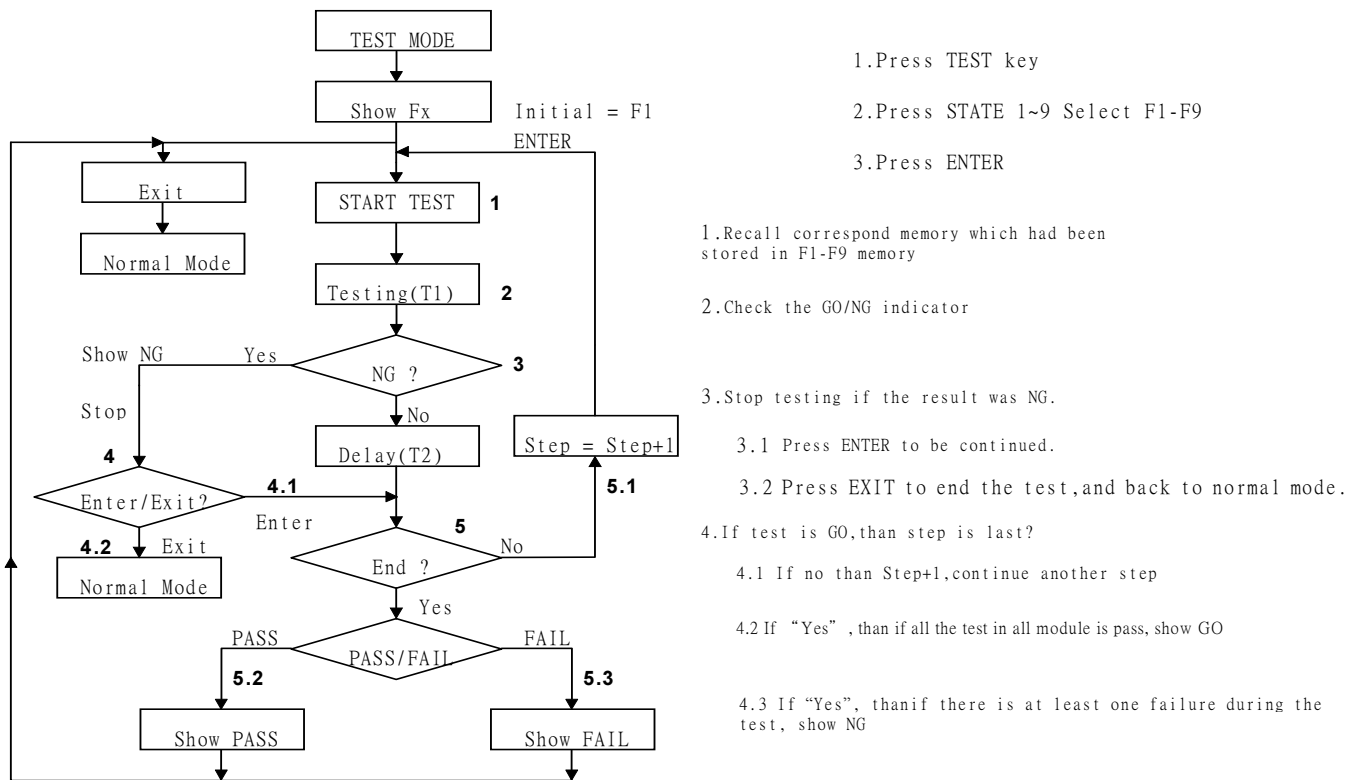 TEST MODE
Show Fx
Initial = F1
ENTER
Exit
START TEST
1
Normal Mode
Testing(T1)
2
Show NG
Yes
NG ?
3
Stop
No
Delay(T2)
Step = Step+1
4
Enter/Exit?
4.1
Enter
5
5.1
4.2
Exit
End ?
No
Normal Mode
Yes
PASS
FAIL
PASS/FAIL
5.2
5.3
Show PASS
Show FAIL
1.Press TEST key
2.Press STATE 1~9 Select F1-F9
3.Press ENTER
1.Recall correspond memory which had been
stored in F1-F9 memory
2.Check the GO/NG indicator
3.Stop testing if the result was NG.
3.1 Press ENTER to be continued.
3.2 Press EXIT to end the test,and back to normal mode.
4.If test is GO,than step is last?
4.1 If no than Step+1,continue another step
4.2 If “Yes”, than if all the test in all module is pass, show GO
4.3 If “Yes”, thanif there is at least one failure during the
test, show NG